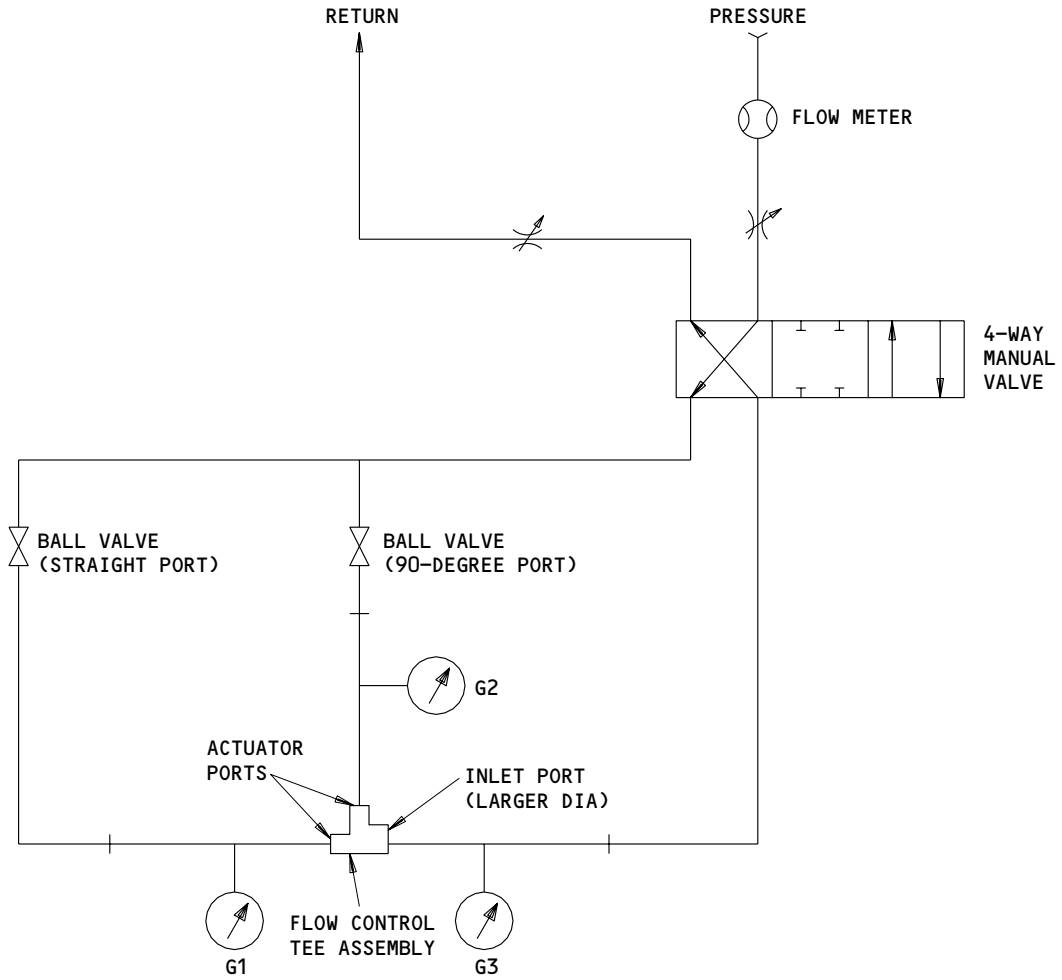 RETURN
PRESSURE
FLOW METER
4-WAY
MANUAL
VALVE
BALL VALVE
(STRAIGHT PORT)
BALL VALVE
(90-DEGREE PORT)
G2
ACTUATOR
PORTS
INLET PORT
(LARGER DIA)
FLOW CONTROL
TEE ASSEMBLY
G1
G3